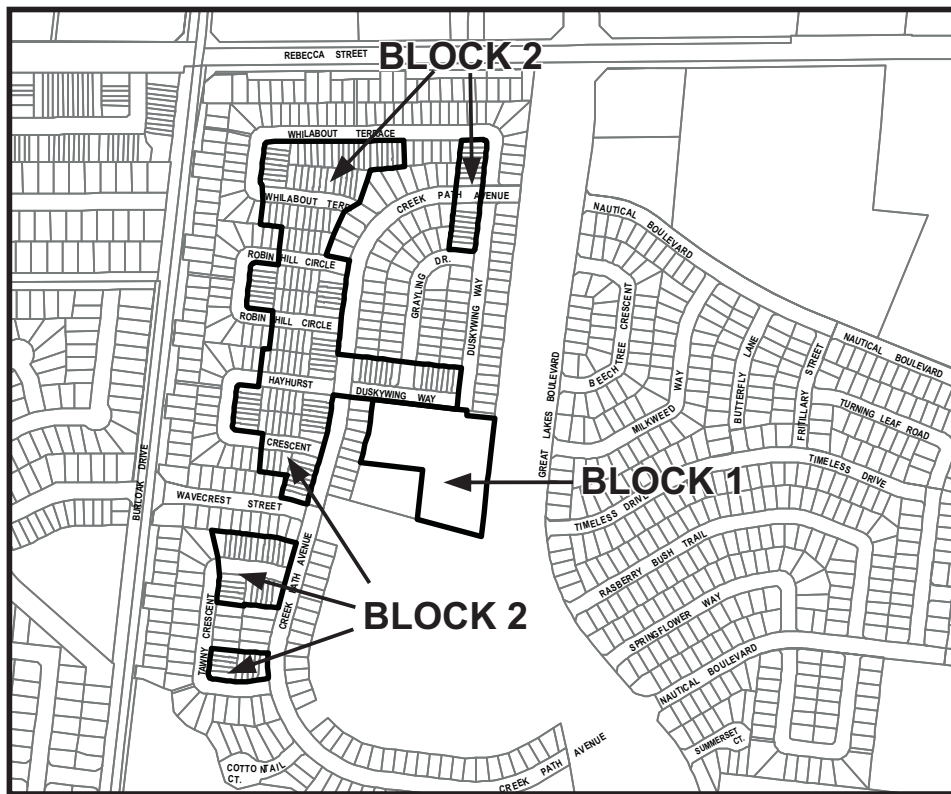 REBECCA STREET
BLOCK 2
WHILABOUT TERRACE
WHILABOUT TERR
CREEK PATH AVENUE
NAUTICAL BOULEVARD
ROBIN HILL CIRCLE
GRAYLING DR.
DUSKYWING WAY
ROBIN HILL CIRCLE
BEECHTREE CRESCENT
MILKWEED WAY
BUTTERFLY LANE
FRITILLARY STREET
NAUTICAL BOULEVARD
HAYHURST
CRESCENT
DUSKYWING WAY
TURNING LEAF ROAD
GREAT LAKES BOULEVARD
BURLOAK DRIVE
TIMELESS DRIVE
BLOCK 1
WAVECREST STREET
TIMELESS DRIVE
RASBERRY BUSH TRAIL
CREEK PATH AVENUE
SPRINGFLOWER WAY
BLOCK 2
TAWNY CRESCENT
NAUTICAL BOULEVARD
SUMMERSET
CT.
COTTONTAIL
CT.
CREEK PATH AVENUE